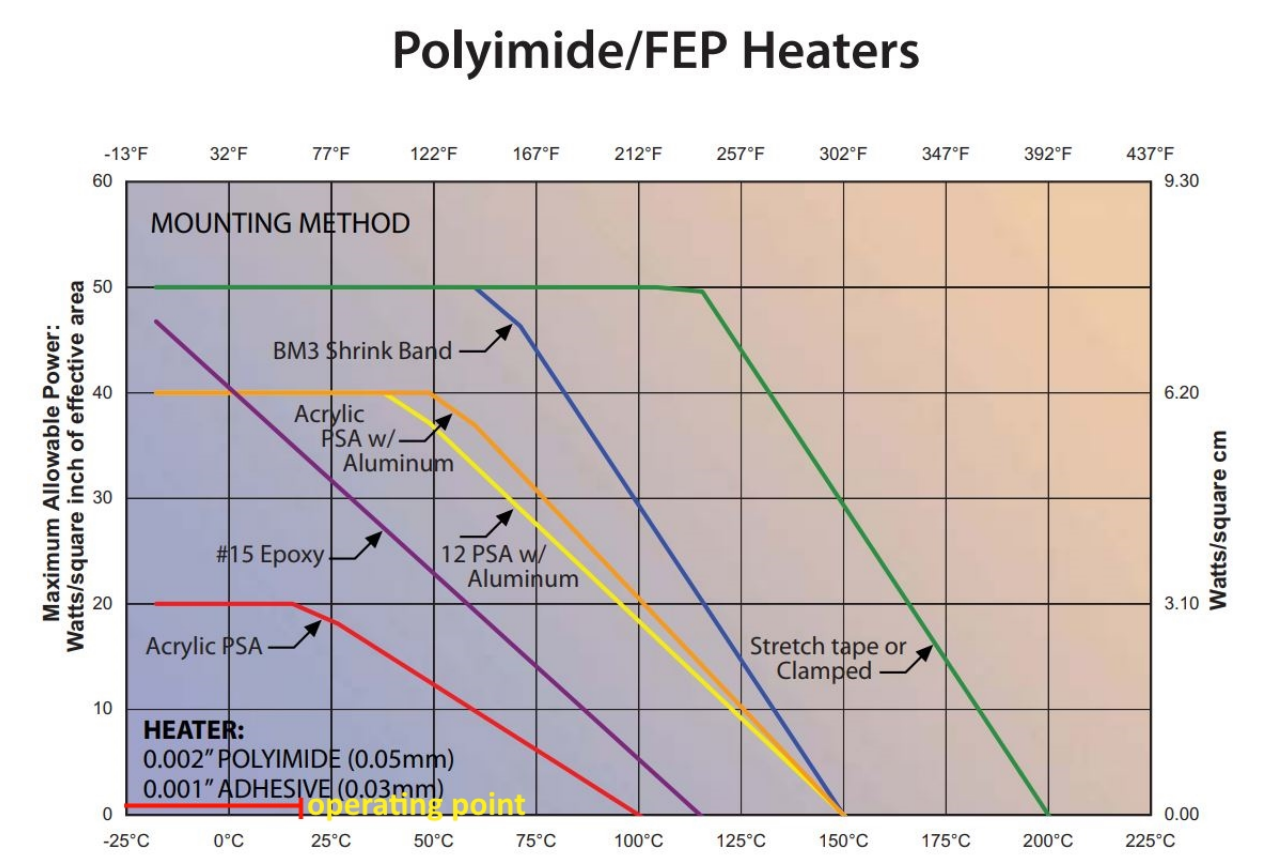 Polyimide/FEP Heaters
-13°F 32°F 77°F 122°F 167°F 212°F 257°F 302°F 347°F 392°F 437°F
60 9.30
MOUNTING METHOD
50
BM3 Shrink Band
40 6.20
Acrylic
PSA w/
Aluminum
30
#15 Epoxy
12 PSA w/
Aluminum
20 3.10
Acrylic PSA
Stretch tape or
Clamped
10
HEATER:
0.002” POLYIMIDE (0.05mm)
0.001” ADHESIVE (0.03mm)
operating point
0 0.00
-25°C 0°C 25°C 50°C 75°C 100°C 125°C 150°C 175°C 200°C 225°C
Maximum Allowable Power:
Watts/square inch of effective area
Watts/square cm